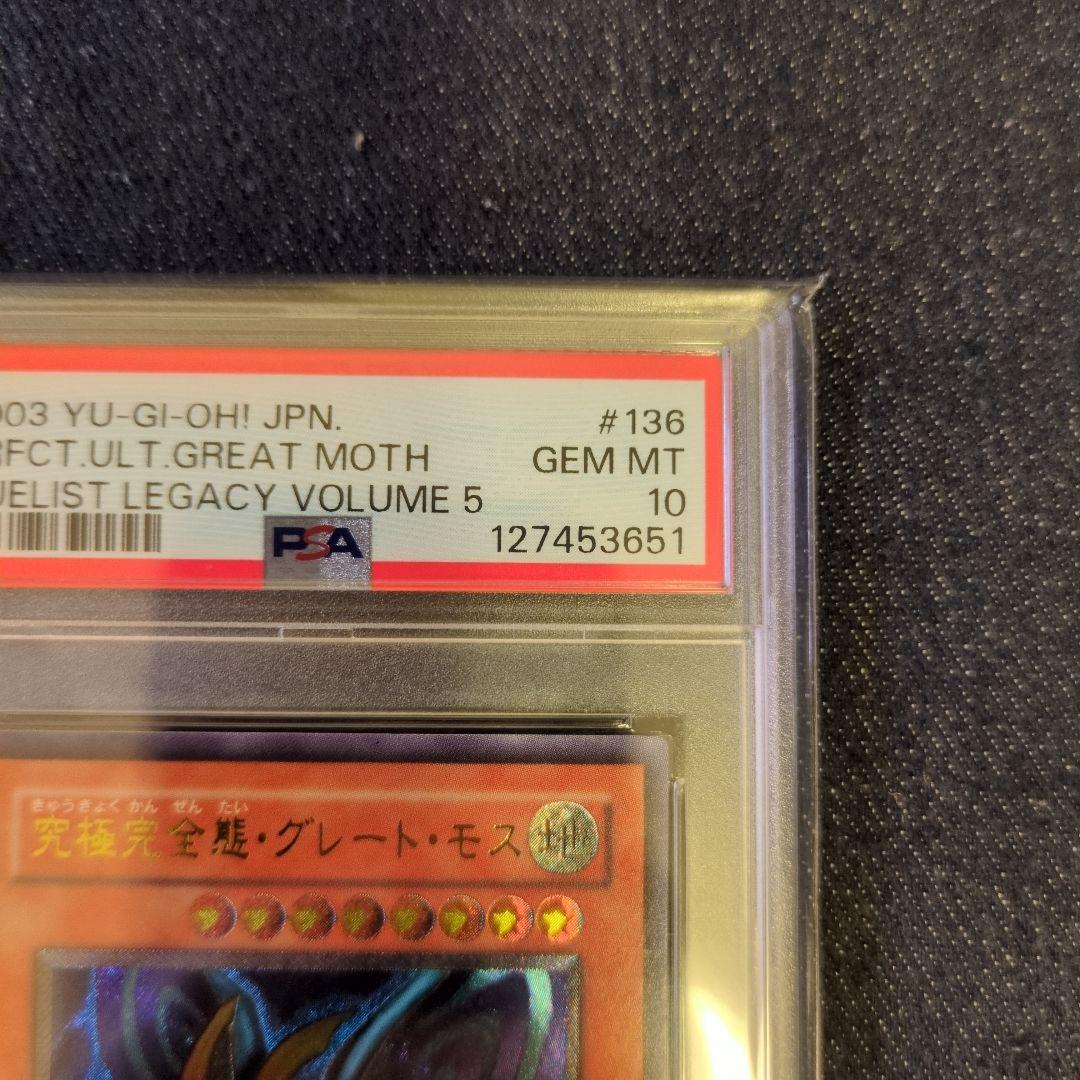 003 YU-GI-OH! JPN. #136
RFCT.ULT.GREAT MOTH GEM MT
UELIST LEGACY VOLUME 5 10
PSA 127453651
きゅうきょく かん ぜん たい
究極完全態・グレート・モス 地